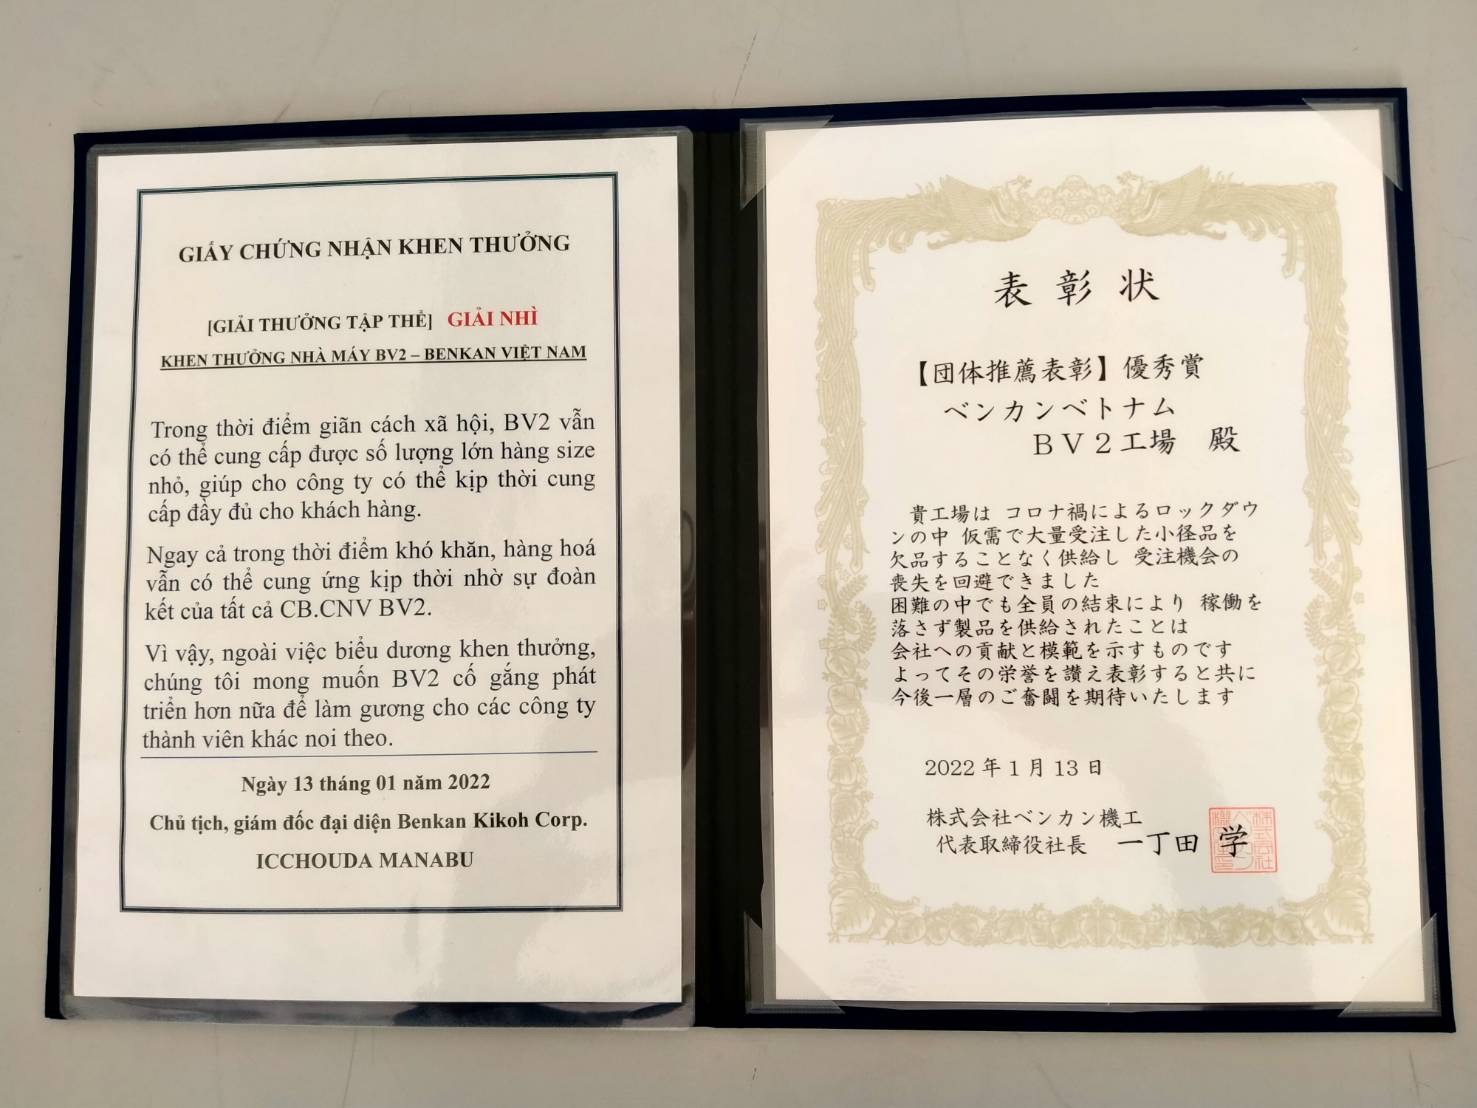 GIẤY CHỨNG NHẬN KHEN THƯỞNG
[GIẢI THƯỞNG TẬP THỂ] GIẢI NHÌ
KHEN THƯỞNG NHÀ MÁY BV2 – BENKAN VIỆT NAM
Trong thời điểm giãn cách xã hội, BV2 vẫn
có thể cung cấp được số lượng lớn hàng size
nhỏ, giúp cho công ty có thể kịp thời cung
cấp đầy đủ cho khách hàng.
Ngay cả trong thời điểm khó khăn, hàng hoá
vẫn có thể cung ứng kịp thời nhờ sự đoàn
kết của tất cả CB.CNV BV2.
Vì vậy, ngoài việc biểu dương khen thưởng,
chúng tôi mong muốn BV2 cố gắng phát
triển hơn nữa để làm gương cho các công ty
thành viên khác noi theo.
Ngày 13 tháng 01 năm 2022
Chủ tịch, giám đốc đại diện Benkan Kikoh Corp.
ICCHOUDA MANABU
表彰状
【団体推薦表彰】優秀賞
ベンカンベトナム
BV2工場 殿
貴工場は コロナ禍によるロックダウ
ンの中 仮需で大量受注した小径品を
欠品することなく供給し 受注機会の
喪失を回避できました
困難の中でも全員の結束により 稼働を
落さず製品を供給されたことは
会社への貢献と模範を示すものです
よってその栄誉を讃え表彰すると共に
今後一層のご奮闘を期待いたします
2022年1月13日
株式会社ベンカン機工
代表取締役社長 一丁田 学